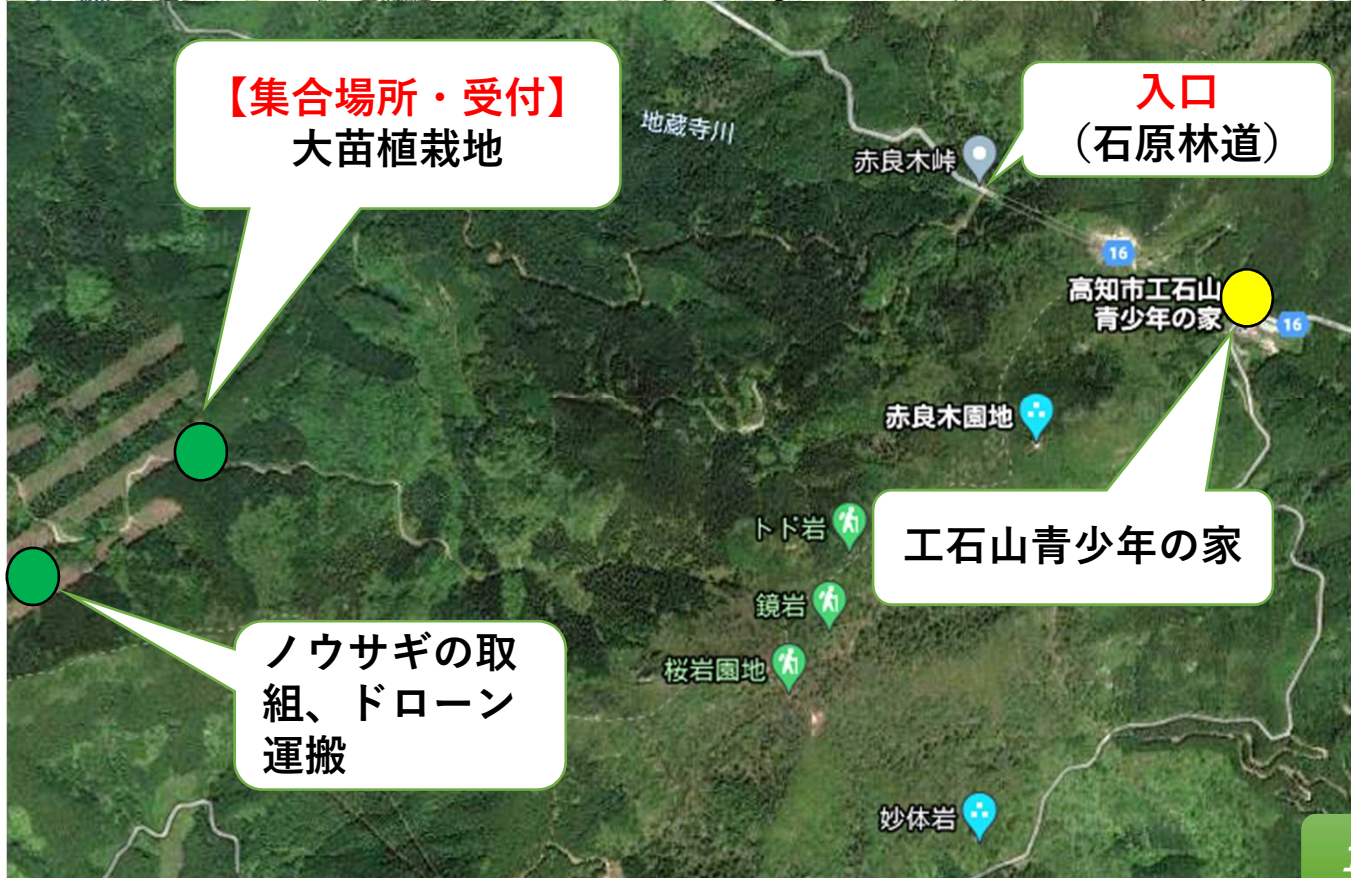 【集合場所・受付】
大苗植栽地
地蔵寺川
入口
（石原林道）
赤良木峠
16
高知市工石山
青少年の家
16
赤良木園地
トド岩
工石山青少年の家
鏡岩
桜岩園地
ノウサギの取
組、ドローン
運搬
妙体岩